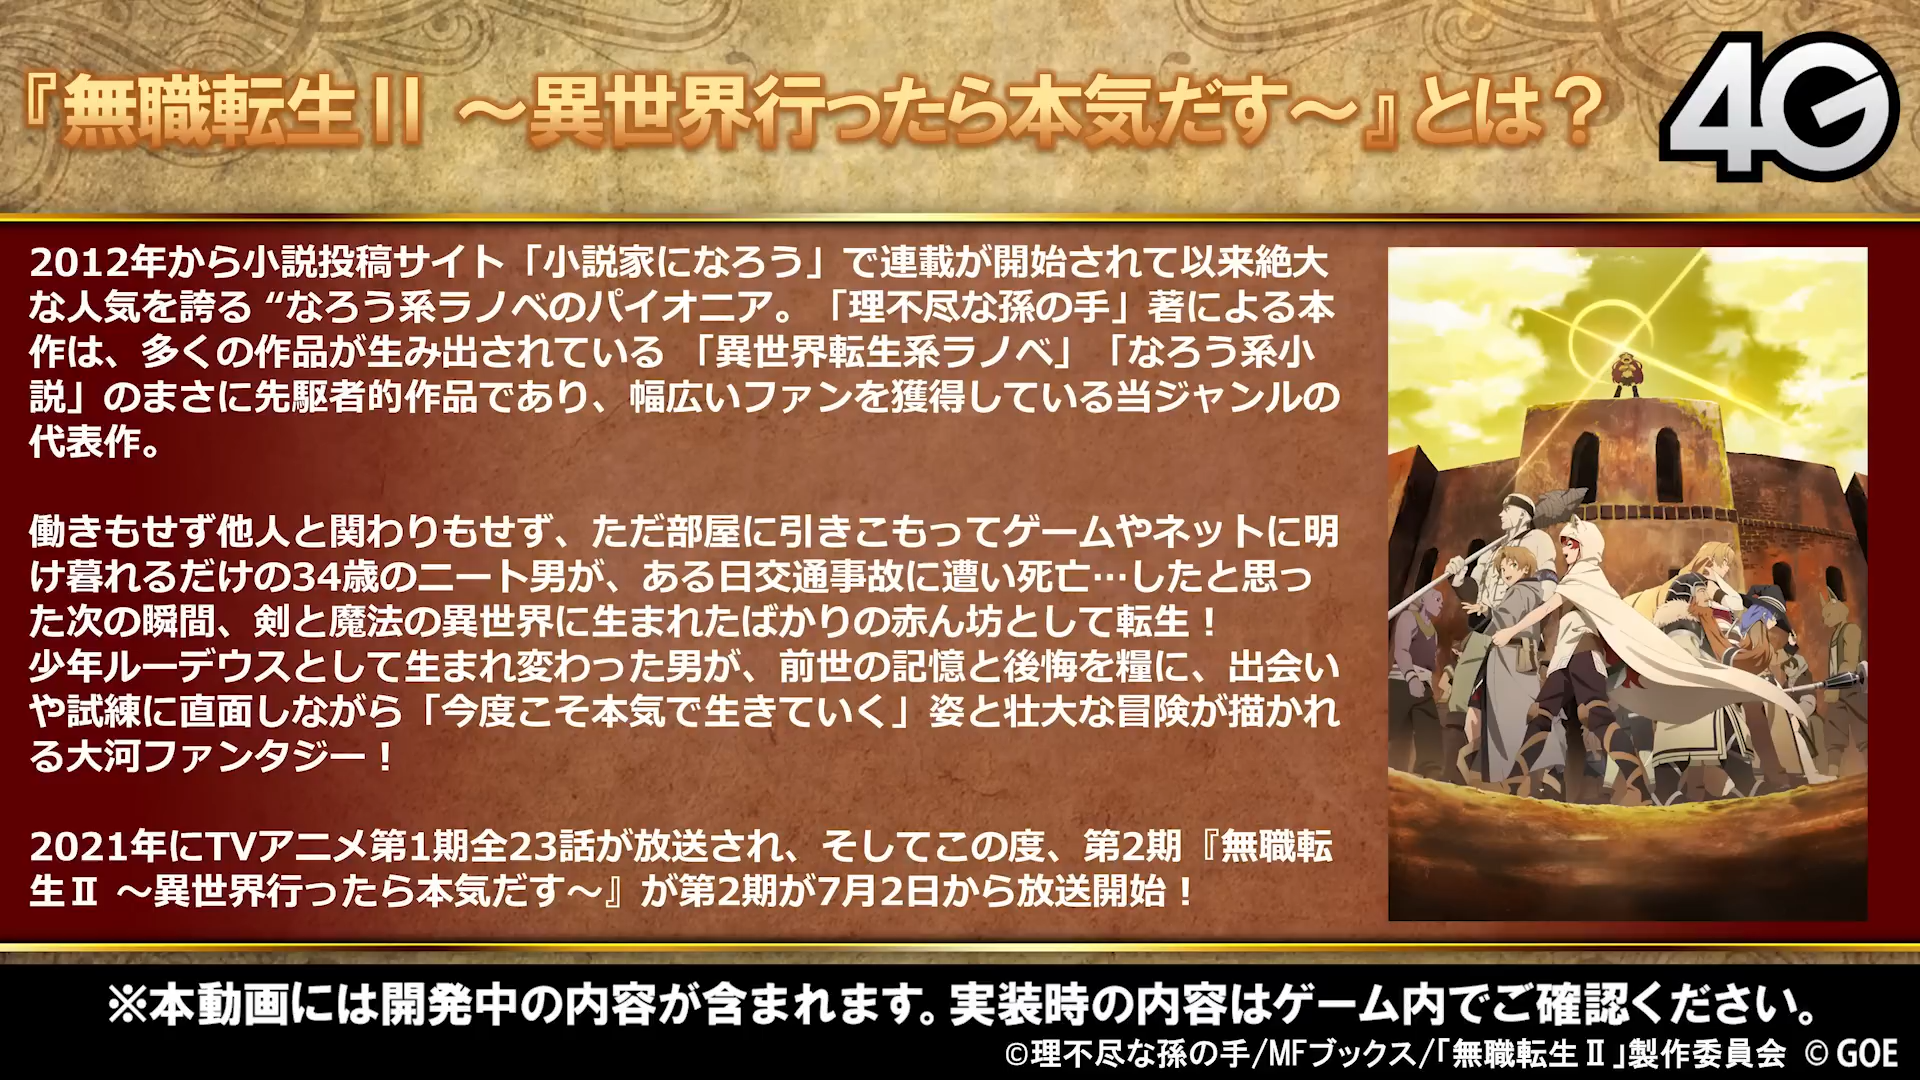 『無職転生Ⅱ ～異世界行ったら本気だす～』とは？
4G
2012年から小説投稿サイト「小説家になろう」で連載が開始されて以来絶大
な人気を誇る “なろう系ラノベのパイオニア。「理不尽な孫の手」著による本
作は、多くの作品が生み出されている 「異世界転生系ラノベ」「なろう系小
説」のまさに先駆者的作品であり、幅広いファンを獲得している当ジャンルの
代表作。
働きもせず他人と関わりもせず、ただ部屋に引きこもってゲームやネットに明
け暮れるだけの34歳のニート男が、ある日交通事故に遭い死亡…したと思っ
た次の瞬間、剣と魔法の異世界に生まれたばかりの赤ん坊として転生！
少年ルーデウスとして生まれ変わった男が、前世の記憶と後悔を糧に、出会い
や試練に直面しながら「今度こそ本気で生きていく」姿と壮大な冒険が描かれ
る大河ファンタジー！
2021年にTVアニメ第1期全23話が放送され、そしてこの度、第2期『無職転
生Ⅱ ～異世界行ったら本気だす～』が第2期が7月2日から放送開始！
※本動画には開発中の内容が含まれます。実装時の内容はゲーム内でご確認ください。
©理不尽な孫の手/MFブックス/「無職転生Ⅱ」製作委員会 © GOE